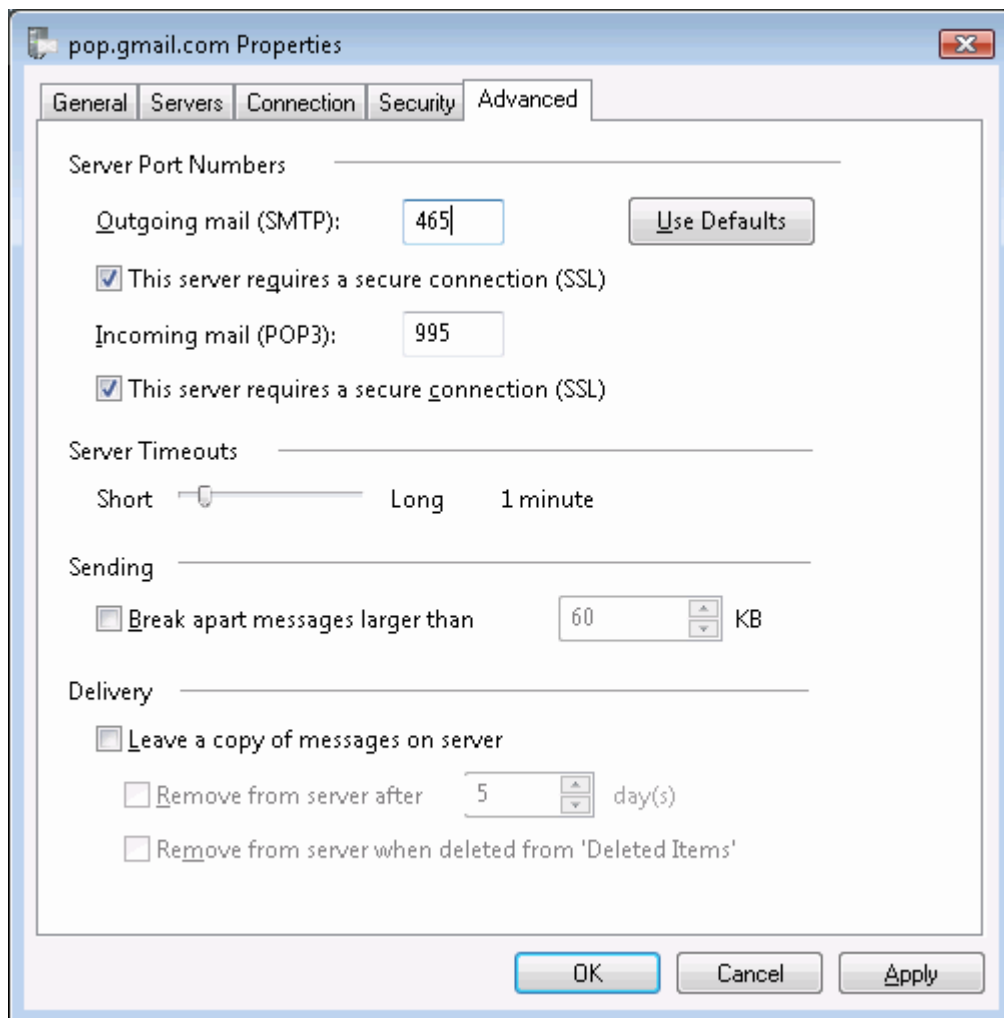 pop.gmail.com Properties
General Servers Connection Security Advanced
Server Port Numbers
Outgoing mail (SMTP): 465 Use Defaults
This server requires a secure connection (SSL)
Incoming mail (POP3): 995
This server requires a secure connection (SSL)
Server Timeouts
Short Long 1 minute
Sending
Break apart messages larger than 60 KB
Delivery
Leave a copy of messages on server
Remove from server after 5 day(s)
Remove from server when deleted from 'Deleted Items'
OK Cancel Apply